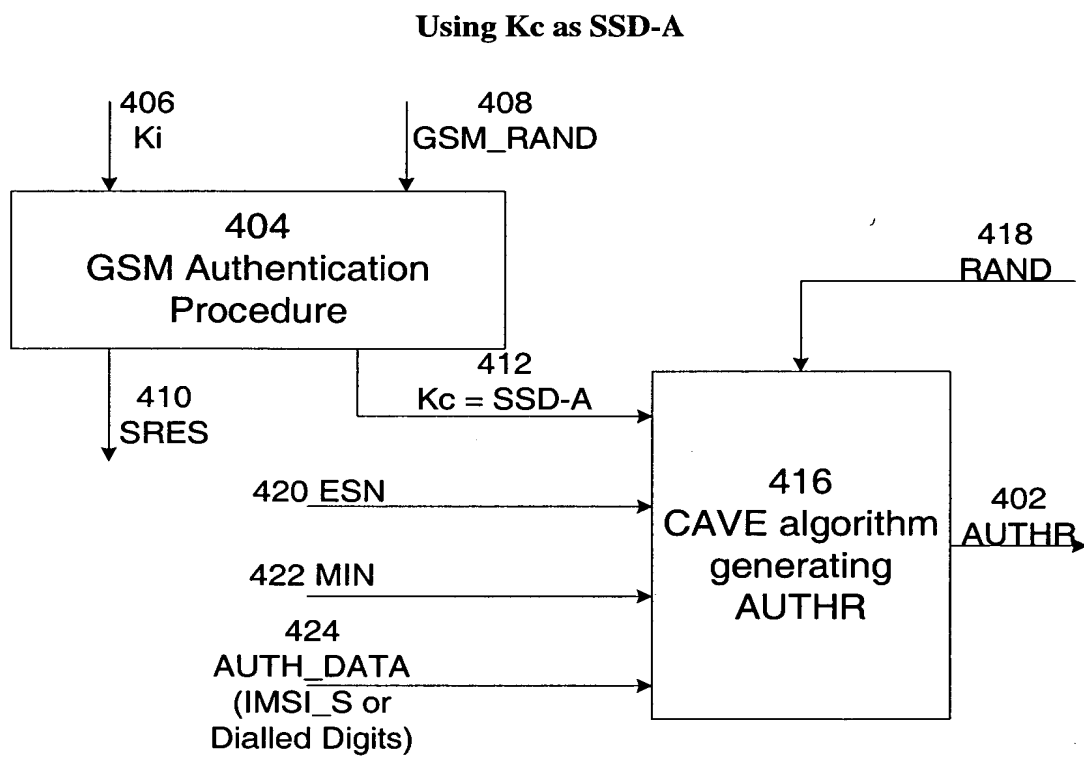 Using Kc as SSD-A
406
Ki
408
GSM_RAND
404
GSM Authentication
Procedure
418
RAND
412
Kc = SSD-A
410
SRES
420 ESN
416
CAVE algorithm
generating
AUTHR
402
AUTHR
422 MIN
424
AUTH_DATA
(IMSI_S or
Dialled Digits)